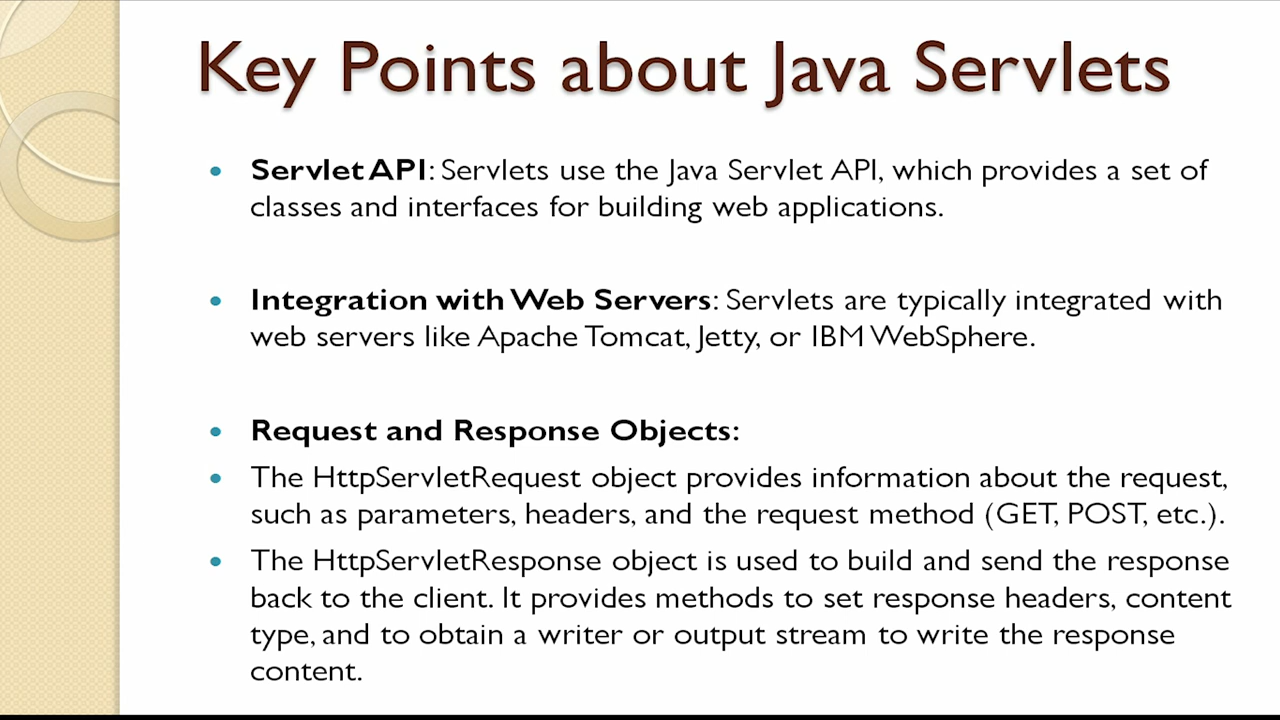 Key Points about Java Servlets
• Servlet API: Servlets use the Java Servlet API, which provides a set of
classes and interfaces for building web applications.
• Integration with Web Servers: Servlets are typically integrated with
web servers like Apache Tomcat, Jetty, or IBM WebSphere.
• Request and Response Objects:
• The HttpServletRequest object provides information about the request,
such as parameters, headers, and the request method (GET, POST, etc.).
• The HttpServletResponse object is used to build and send the response
back to the client. It provides methods to set response headers, content
type, and to obtain a writer or output stream to write the response
content.